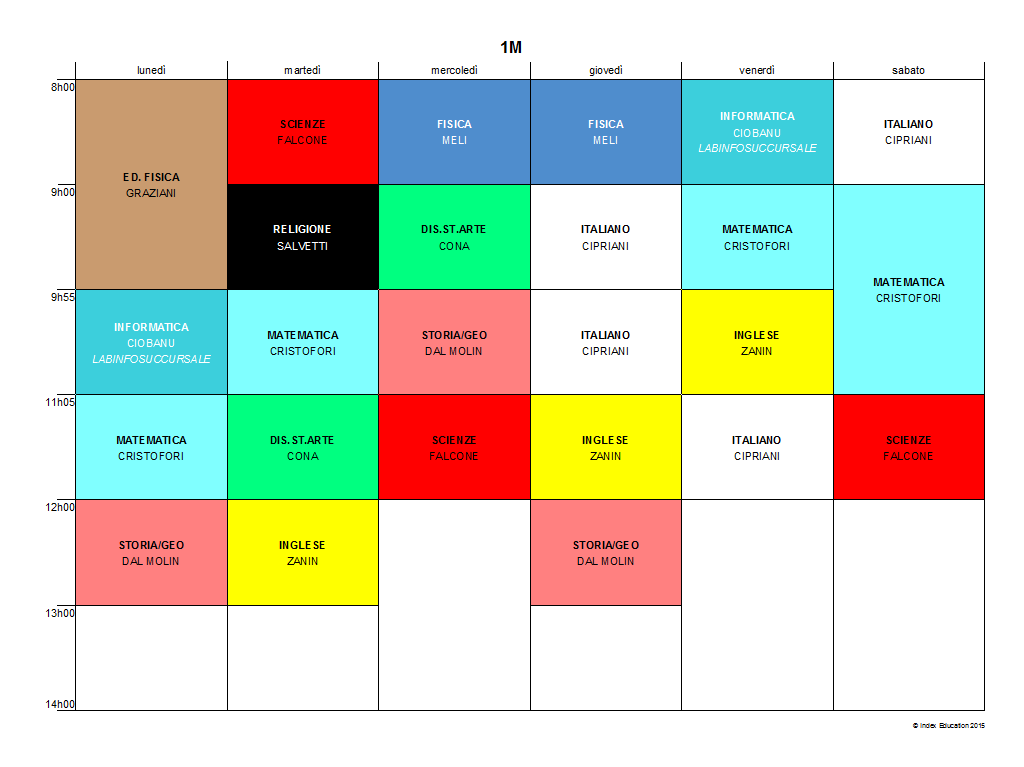 1M
lunedì martedì mercoledì giovedì venerdì sabato
8h00
ED. FISICA
GRAZIANI
SCIENZE
FALCONE
FISICA
MELI
FISICA
MELI
INFORMATICA
CIOBANU
LABINFOSUCCURSALE
ITALIANO
CIPRIANI
9h00
RELIGIONE
SALVETTI
DIS.ST.ARTE
CONA
ITALIANO
CIPRIANI
MATEMATICA
CRISTOFORI
MATEMATICA
CRISTOFORI
9h55
INFORMATICA
CIOBANU
LABINFOSUCCURSALE
MATEMATICA
CRISTOFORI
STORIA/GEO
DAL MOLIN
ITALIANO
CIPRIANI
INGLESE
ZANIN
11h05
MATEMATICA
CRISTOFORI
DIS.ST.ARTE
CONA
SCIENZE
FALCONE
INGLESE
ZANIN
ITALIANO
CIPRIANI
SCIENZE
FALCONE
12h00
STORIA/GEO
DAL MOLIN
INGLESE
ZANIN
STORIA/GEO
DAL MOLIN
13h00
14h00
© Index Education 2015